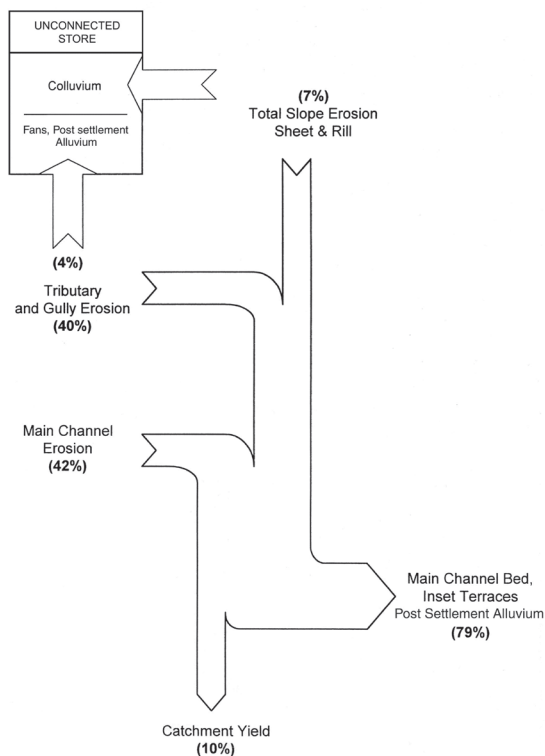 UNCONNECTED
STORE
Colluvium
Fans, Post settlement
Alluvium
(7%)
Total Slope Erosion
Sheet & Rill
(4%)
Tributary
and Gully Erosion
(40%)
Main Channel
Erosion
(42%)
Main Channel Bed,
Inset Terraces
Post Settlement Alluvium
(79%)
Catchment Yield
(10%)